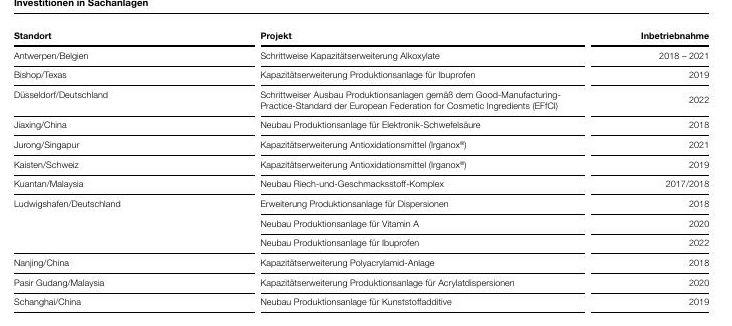 Investitionen in Sachanlagen
Standort Projekt Inbetriebnahme
Antwerpen/Belgien Schrittweise Kapazitätserweiterung Alkoxylate 2018 – 2021
Bishop/Texas Kapazitätserweiterung Produktionsanlage für Ibuprofen 2019
Düsseldorf/Deutschland Schrittweiser Ausbau Produktionsanlagen gemäß dem Good-Manufacturing-
Practice-Standard der European Federation for Cosmetic Ingredients (EFfCI) 2022
Jiaxing/China Neubau Produktionsanlage für Elektronik-Schwefelsäure 2018
Jurong/Singapur Kapazitätserweiterung Antioxidationsmittel (Irganox®) 2021
Kaisten/Schweiz Kapazitätserweiterung Antioxidationsmittel (Irganox®) 2019
Kuantan/Malaysia Neubau Riech-und-Geschmacksstoff-Komplex 2017/2018
Ludwigshafen/Deutschland Erweiterung Produktionsanlage für Dispersionen 2018
Neubau Produktionsanlage für Vitamin A 2020
Neubau Produktionsanlage für Ibuprofen 2022
Nanjing/China Kapazitätserweiterung Polyacrylamid-Anlage 2018
Pasir Gudang/Malaysia Kapazitätserweiterung Produktionsanlage für Acrylatdispersionen 2020
Schanghai/China Neubau Produktionsanlage für Kunststoffadditive 2019